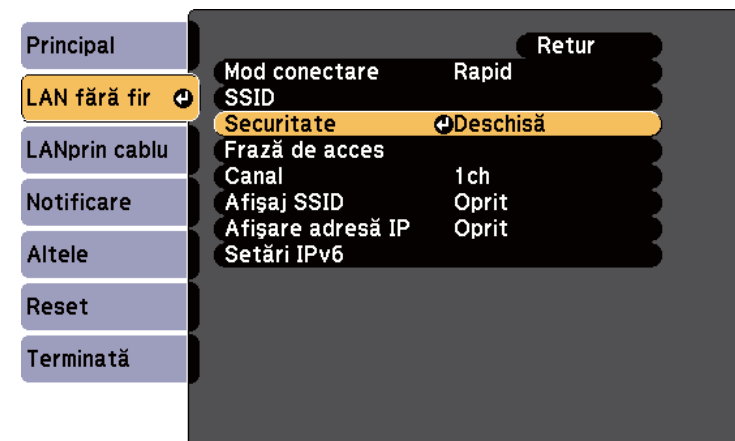 Principal
LAN fără fir
LANprin cablu
Notificare
Altele
Reset
Terminată
Retur
Mod conectare Rapid
SSID
Securitate Deschisă
Frază de acces
Canal 1ch
Afişaj SSID Oprit
Afişare adresă IP Oprit
Setări IPv6